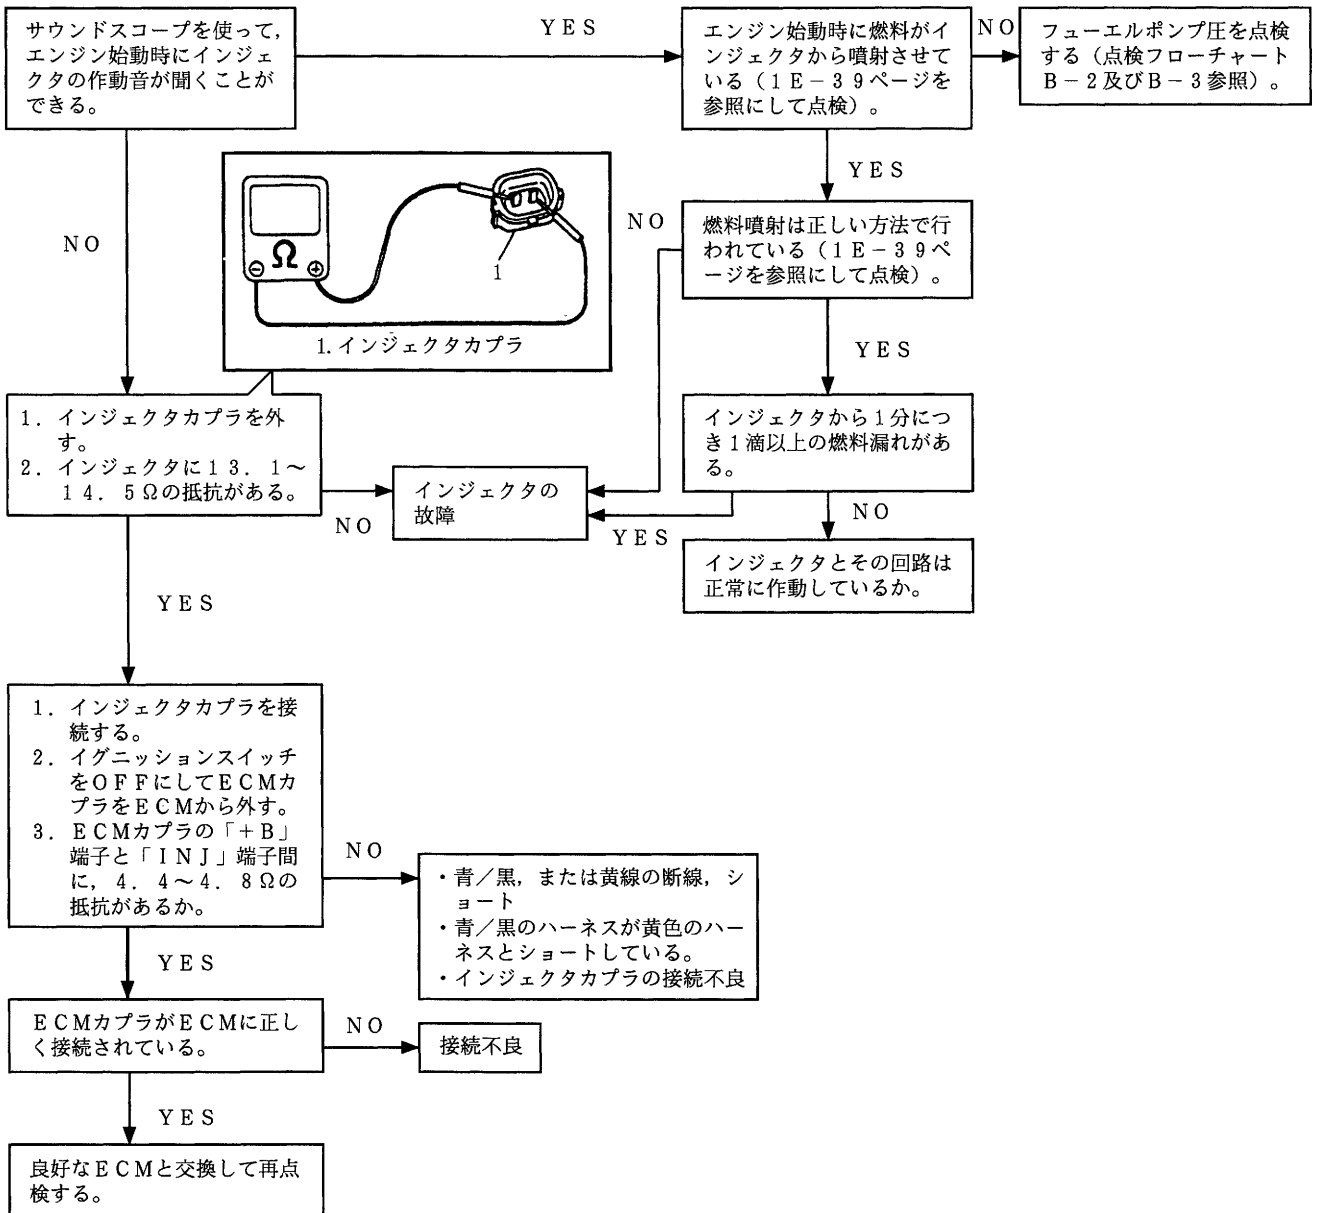 サウンドスコープを使って，
エンジン始動時にインジェ
クタの作動音が聞くことが
できる。
YES
エンジン始動時に燃料がイ
ンジェクタから噴射させて
いる（１Ｅ－３９ページを
参照にして点検）。
NO
フューエルポンプ圧を点検
する（点検フローチャート
Ｂ－２及びＢ－３参照）。
YES
NO
燃料噴射は正しい方法で行
われている（１Ｅ－３９ペ
ージを参照にして点検）。
NO
Ω
⊖ ⊕
1
1.インジェクタカプラ
YES
1．インジェクタカプラを外
す。
2．インジェクタに１３．１～
１４．５Ωの抵抗がある。
NO
インジェクタの
故障
インジェクタから１分につ
き１滴以上の燃料漏れがあ
る。
YES
NO
インジェクタとその回路は
正常に作動しているか。
YES
1．インジェクタカプラを接
続する。
2．イグニッションスイッチ
をＯＦＦにしてＥＣＭカ
プラをＥＣＭから外す。
3．ＥＣＭカプラの「＋Ｂ」
端子と「ＩＮＪ」端子間
に，４．４～４．８Ωの
抵抗があるか。
NO
・青／黒，または黄線の断線，シ
ョート
・青／黒のハーネスが黄色のハー
ネスとショートしている。
・インジェクタカプラの接続不良
YES
ＥＣＭカプラがＥＣＭに正し
く接続されている。
NO
接続不良
YES
良好なＥＣＭと交換して再点
検する。